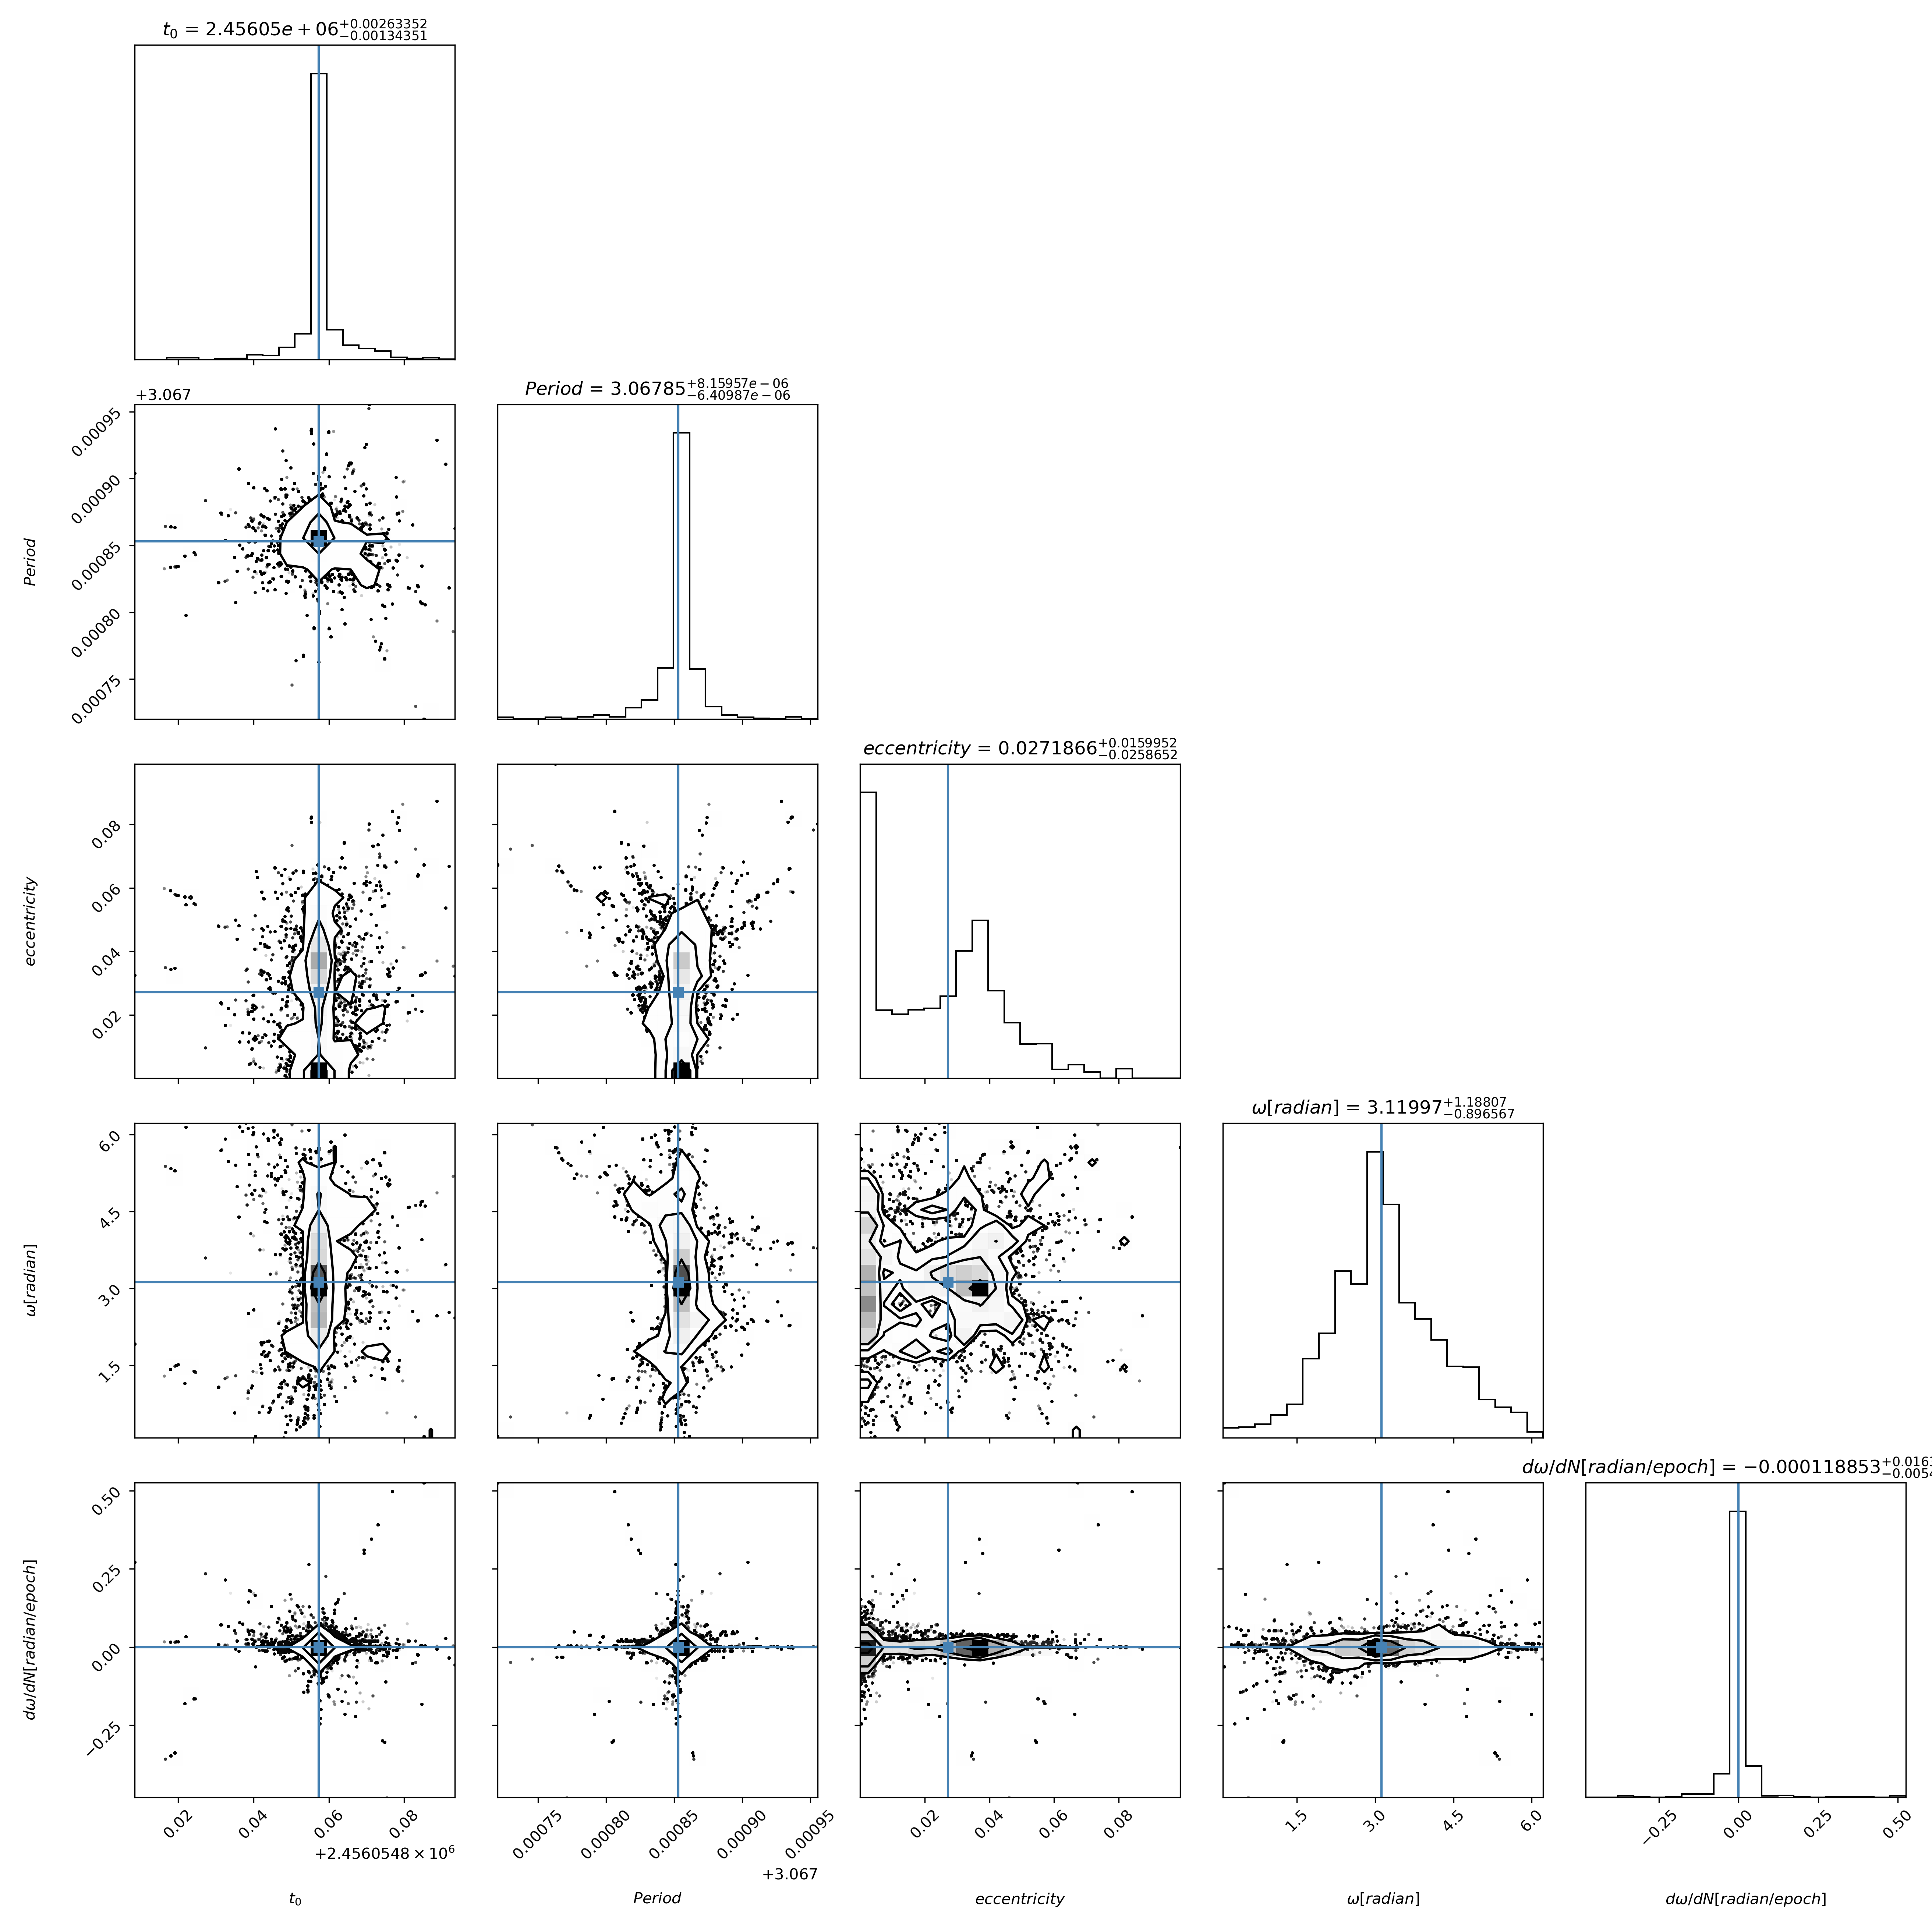 t_0 = 2.45605e + 06^{+0.00263352}_{−0.00134351}
+3.067
Period = 3.06785^{+8.15957e − 06}_{−6.40987e − 06}
Period
0.00095
0.00090
0.00085
0.00080
0.00075
eccentricity = 0.0271866^{+0.0159952}_{−0.0258652}
eccentricity
0.08
0.06
0.04
0.02
ω[radian] = 3.11997^{+1.18807}_{−0.896567}
ω[radian]
6.0
4.5
3.0
1.5
dω/dN[radian/epoch] = −0.000118853
dω/dN[radian/epoch]
0.50
0.25
0.00
−0.25
0.02 0.04 0.06 0.08 0.00075 0.00080 0.00085 0.00090 0.00095 0.02 0.04 0.06 0.08 1.5 3.0 4.5 6.0 −0.25 0.00 0.25 0.50
+2.4560548 × 10^6
+3.067
t_0 Period eccentricity ω[radian] dω/dN[radian/epoch]